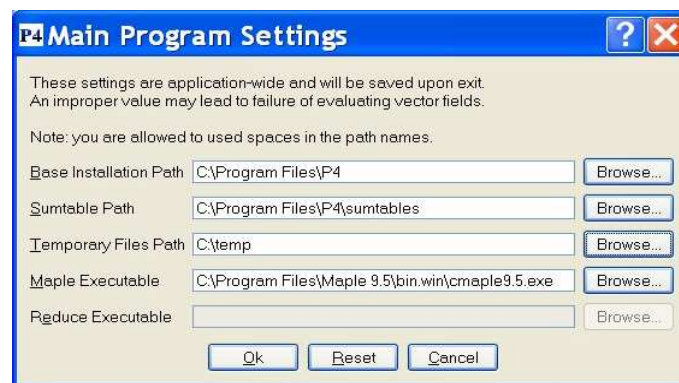 P4 Main Program Settings ?
These settings are application-wide and will be saved upon exit.
An improper value may lead to failure of evaluating vector fields.
Note: you are allowed to used spaces in the path names.
Base Installation Path C:\Program Files\P4 Browse...
Sumtable Path C:\Program Files\P4\sumtables Browse...
Temporary Files Path C:\temp Browse...
Maple Executable C:\Program Files\Maple 9.5\bin.win\cmaple9.5.exe Browse...
Reduce Executable Browse...
Ok Reset Cancel